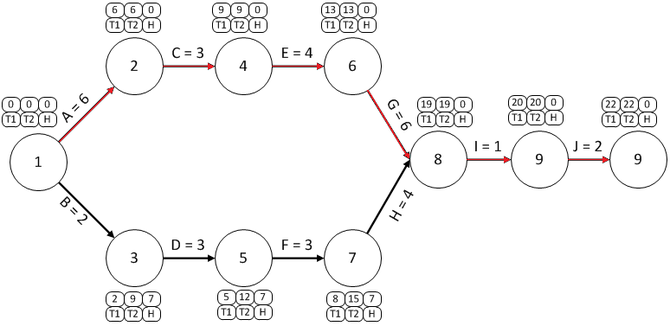 6 6 0
T1 T2 H
9 9 0
T1 T2 H
13 13 0
T1 T2 H
C = 3
E = 4
2
4
6
0 0 0
T1 T2 H
A = 6
G = 6
19 19 0
T1 T2 H
20 20 0
T1 T2 H
22 22 0
T1 T2 H
1
8
I = 1
9
J = 2
9
B = 2
H = 4
D = 3
F = 3
3
5
7
2 9 7
T1 T2 H
5 12 7
T1 T2 H
8 15 7
T1 T2 H